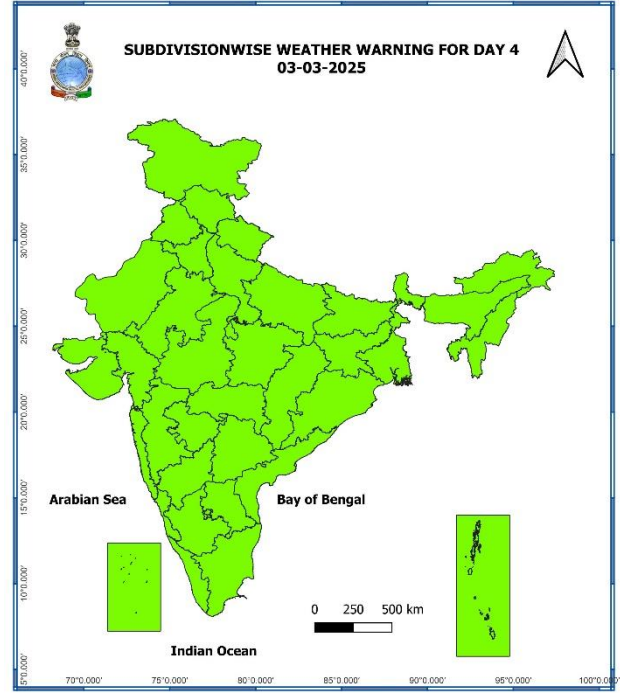 SUBDIVISIONWISE WEATHER WARNING FOR DAY 4
03-03-2025
40°0.000'
35°0.000'
30°0.000'
25°0.000'
20°0.000'
15°0.000'
10°0.000'
5°0.000'
Arabian Sea
Bay of Bengal
0 250 500 km
Indian Ocean
70°0.000' 75°0.000' 80°0.000' 85°0.000' 90°0.000' 95°0.000' 100°0.000'